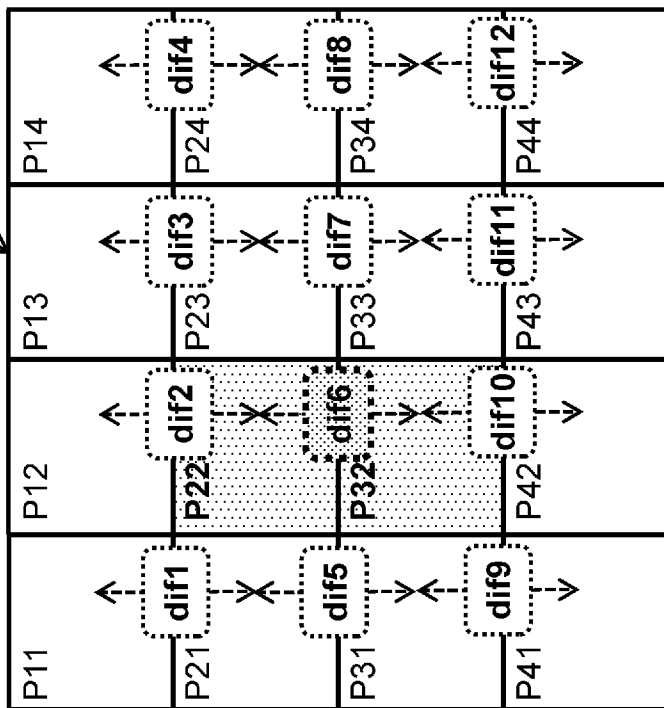 P11 P12 P13 P14
dif1 dif2 dif3 dif4
P21 P22 P23 P24
dif5 dif6 dif7 dif8
P31 P32 P33 P34
dif9 dif10 dif11 dif12
P41 P42 P43 P44